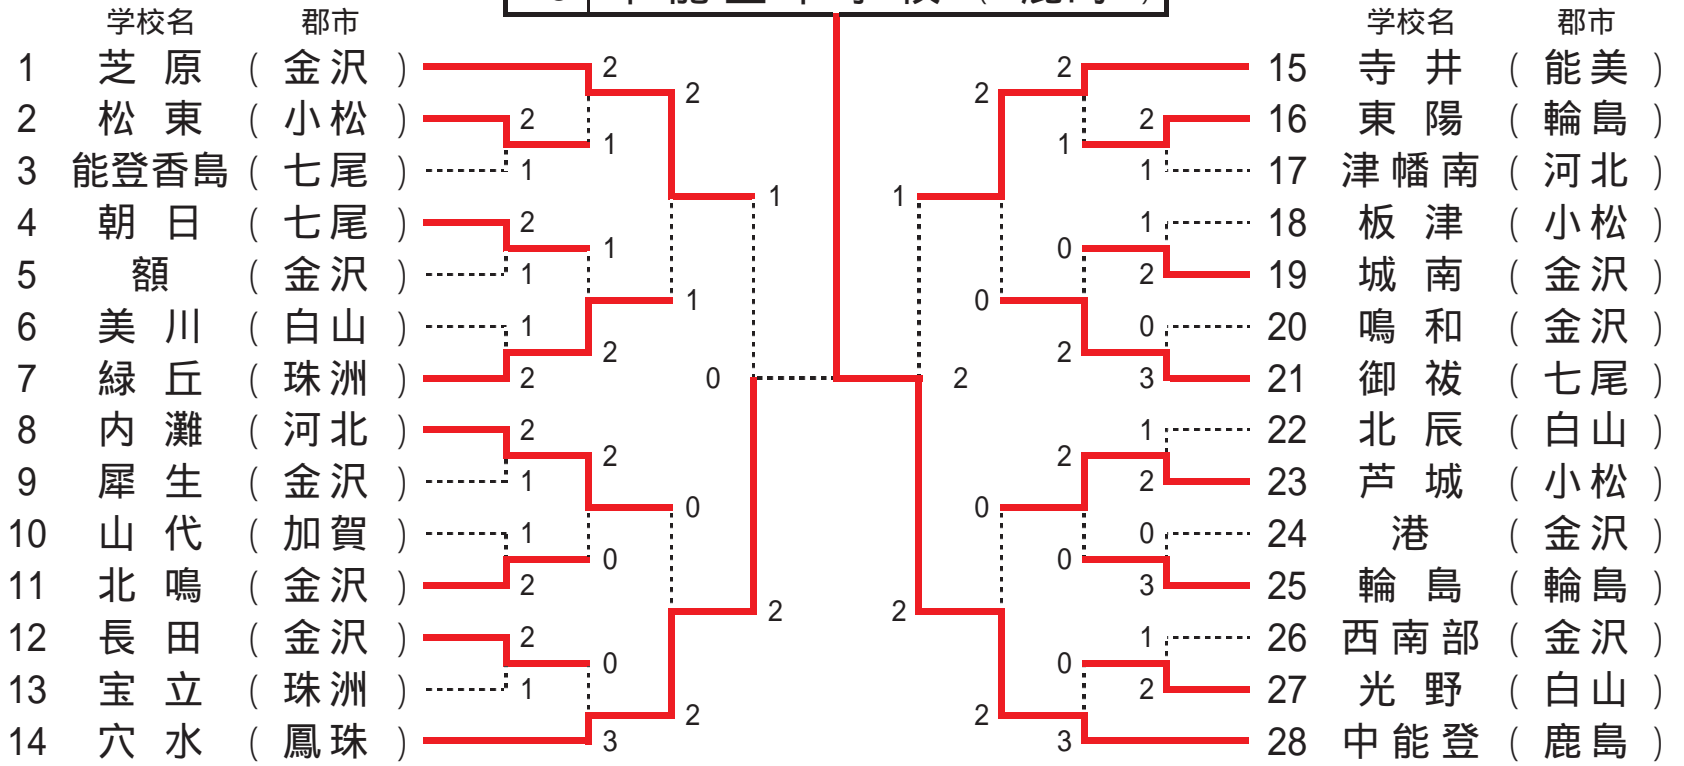 学校名 郡市
1 芝原 ( 金沢 )
2 松東 ( 小松 )
3 能登香島 ( 七尾 )
4 朝日 ( 七尾 )
5 額 ( 金沢 )
6 美川 ( 白山 )
7 緑丘 ( 珠洲 )
8 内灘 ( 河北 )
9 犀生 ( 金沢 )
10 山代 ( 加賀 )
11 北鳴 ( 金沢 )
12 長田 ( 金沢 )
13 宝立 ( 珠洲 )
14 穴水 ( 鳳珠 )
2
2
2
1
1
1
2
1
1
1
1
2
2
0
2
2
1
0
1
0
2
2
2
0
1
2
3
学校名 郡市
15 寺井 ( 能美 )
16 東陽 ( 輪島 )
17 津幡南 ( 河北 )
18 板津 ( 小松 )
19 城南 ( 金沢 )
20 鳴和 ( 金沢 )
21 御祓 ( 七尾 )
22 北辰 ( 白山 )
23 芦城 ( 小松 )
24 港 ( 金沢 )
25 輪島 ( 輪島 )
26 西南部 ( 金沢 )
27 光野 ( 白山 )
28 中能登 ( 鹿島 )
2
2
2
1
1
1
1
0
2
0
0
2
3
2
1
2
2
0
0
0
3
2
1
0
2
2
3